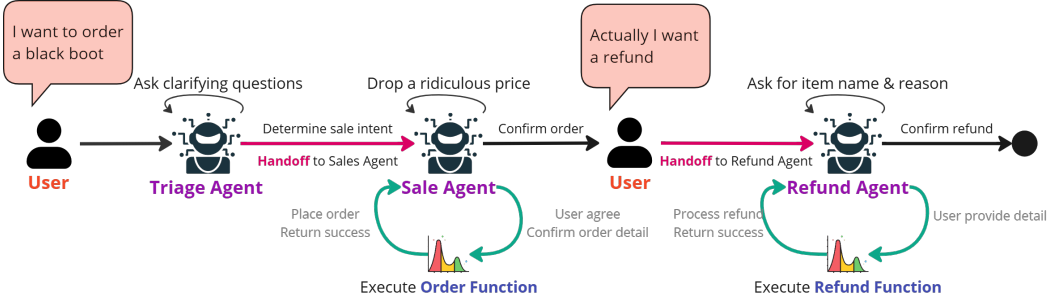 I want to order
a black boot
Actually I want
a refund
Ask clarifying questions
Drop a ridiculous price
Ask for item name & reason
Determine sale intent
Confirm order
Confirm refund
Handoff to Sales Agent
Handoff to Refund Agent
User
Triage Agent
Sale Agent
User
Refund Agent
Place order
Return success
User agree
Confirm order detail
Process refund
Return success
User provide detail
Execute Order Function
Execute Refund Function